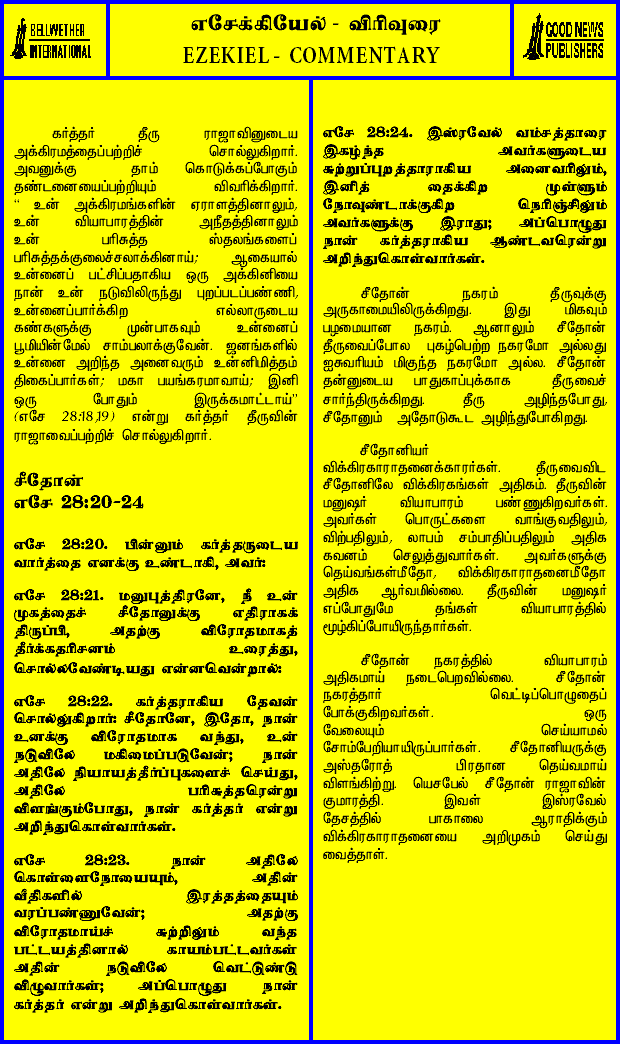 BELLWETHER
INTERNATIONAL
எசேக்கியேல் - விரிவுரை
EZEKIEL - COMMENTARY
GOOD NEWS
PUBLISHERS
கர்த்தர் தீரு ராஜாவினுடைய
அக்கிரமத்தைப்பற்றிச் சொல்லுகிறார்.
அவனுக்கு தாம் கொடுக்கப்போகும்
தண்டனையைப்பற்றியும் விவரிக்கிறார்.
“ உன் அக்கிரமங்களின் ஏராளத்தினாலும்,
உன் வியாபாரத்தின் அநீதத்தினாலும்
உன் பரிசுத்த ஸ்தலங்களைப்
பரிசுத்தக்குலைச்சலாக்கினாய்; ஆகையால்
உன்னைப் பட்சிப்பதாகிய ஒரு அக்கினியை
நான் உன் நடுவிலிருந்து புறப்படப்பண்ணி,
உன்னைப்பார்க்கிற எல்லாருடைய
கண்களுக்கு முன்பாகவும் உன்னைப்
பூமியின்மேல் சாம்பலாக்குவேன். ஜனங்களில்
உன்னை அறிந்த அனைவரும் உன்னிமித்தம்
திகைப்பார்கள்; மகா பயங்கரமாவாய்; இனி
ஒரு போதும் இருக்கமாட்டாய்”
(எசே 28:18,19) என்று கர்த்தர் தீருவின்
ராஜாவைப்பற்றிச் சொல்லுகிறார்.
சீதோன்
எசே 28:20-24
எசே 28:20. பின்னும் கர்த்தருடைய
வார்த்தை எனக்கு உண்டாகி, அவர்:
எசே 28:21. மனுபுத்திரனே, நீ உன்
முகத்தைச் சீதோனுக்கு எதிராகத்
திருப்பி, அதற்கு விரோதமாகத்
தீர்க்கதரிசனம் உரைத்து,
சொல்லவேண்டியது என்னவென்றால்:
எசே 28:22. கர்த்தராகிய தேவன்
சொல்லுகிறார்: சீதோனே, இதோ, நான்
உனக்கு விரோதமாக வந்து, உன்
நடுவிலே மகிமைப்படுவேன்; நான்
அதிலே நியாயத்தீர்ப்புகளைச் செய்து,
அதிலே பரிசுத்தரென்று
விளங்கும்போது, நான் கர்த்தர் என்று
அறிந்துகொள்வார்கள்.
எசே 28:23. நான் அதிலே
கொள்ளைநோயையும், அதின்
வீதிகளில் இரத்தத்தையும்
வரப்பண்ணுவேன்; அதற்கு
விரோதமாய்ச் சுற்றிலும் வந்த
பட்டயத்தினால் காயம்பட்டவர்கள்
அதின் நடுவிலே வெட்டுண்டு
விழுவார்கள்; அப்பொழுது நான்
கர்த்தர் என்று அறிந்துகொள்வார்கள்.
எசே 28:24. இஸ்ரவேல் வம்சத்தாரை
இகழ்ந்த அவர்களுடைய
சுற்றுப்புறத்தாராகிய அனைவரிலும்,
இனித் தைக்கிற முள்ளும்
நோவுண்டாக்குகிற நெரிஞ்சிலும்
அவர்களுக்கு இராது; அப்பொழுது
நான் கர்த்தராகிய ஆண்டவரென்று
அறிந்துகொள்வார்கள்.
சீதோன் நகரம் தீருவுக்கு
அருகாமையிலிருக்கிறது. இது மிகவும்
பழமையான நகரம். ஆனாலும் சீதோன்
தீருவைப்போல புகழ்பெற்ற நகரமோ அல்லது
ஐசுவரியம் மிகுந்த நகரமோ அல்ல. சீதோன்
தன்னுடைய பாதுகாப்புக்காக தீருவைச்
சார்ந்திருக்கிறது. தீரு அழிந்தபோது,
சீதோனும் அதோடுகூட அழிந்துபோகிறது.
சீதோனியர்
விக்கிரகாராதனைக்காரர்கள். தீருவைவிட
சீதோனிலே விக்கிரகங்கள் அதிகம். தீருவின்
மனுஷர் வியாபாரம் பண்ணுகிறவர்கள்.
அவர்கள் பொருட்களை வாங்குவதிலும்,
விற்பதிலும், லாபம் சம்பாதிப்பதிலும் அதிக
கவனம் செலுத்துவார்கள். அவர்களுக்கு
தெய்வங்கள்மீதோ, விக்கிரகாராதனைமீதோ
அதிக ஆர்வமில்லை. தீருவின் மனுஷர்
எப்போதுமே தங்கள் வியாபாரத்தில்
மூழ்கிப்போயிருந்தார்கள்.
சீதோன் நகரத்தில் வியாபாரம்
அதிகமாய் நடைபெறவில்லை. சீதோன்
நகரத்தார் வெட்டிப்பொழுதைப்
போக்குகிறவர்கள். ஒரு
வேலையும் செய்யாமல்
சோம்பேறியாயிருப்பார்கள். சீதோனியருக்கு
அஸ்தரோத் பிரதான தெய்வமாய்
விளங்கிற்று. யெசபேல் சீதோன் ராஜாவின்
குமாரத்தி. இவள் இஸ்ரவேல்
தேசத்தில் பாகாலை ஆராதிக்கும்
விக்கிரகாராதனையை அறிமுகம் செய்து
வைத்தாள்.